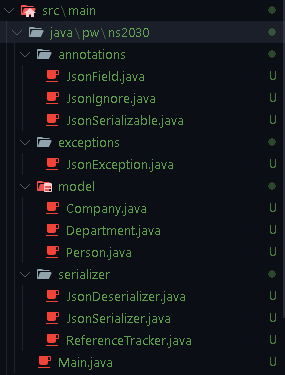 src\main
java\pw\ns2030
annotations
JsonField.java U
JsonIgnore.java U
JsonSerializable.java U
exceptions
JsonException.java U
model
Company.java U
Department.java U
Person.java U
serializer
JsonDeserializer.java U
JsonSerializer.java U
ReferenceTracker.java U
Main.java U